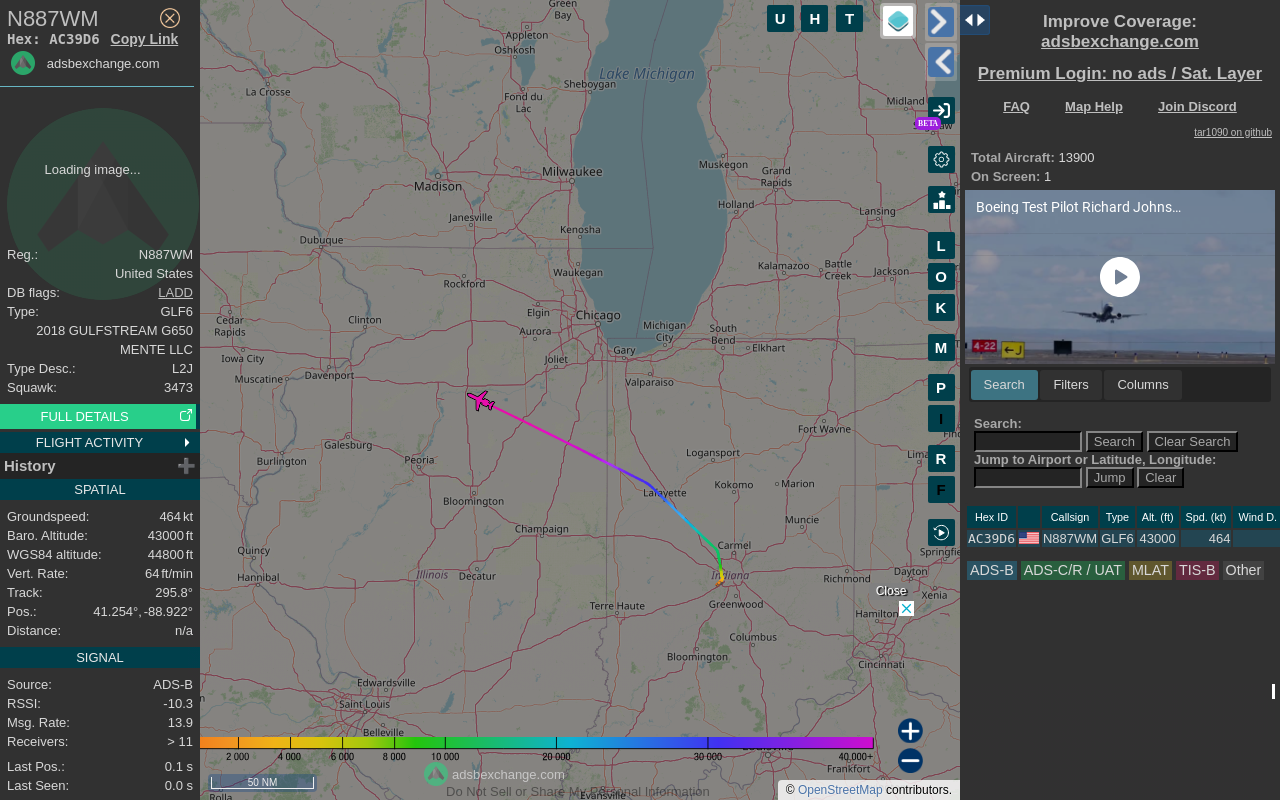 N887WM
Hex: AC39D6 Copy Link
adsbexchange.com
Loading image...
Reg.: N887WM
United States
DB flags: LADD
Type: GLF6
2018 GULFSTREAM G650
MENTE LLC
Type Desc.: L2J
Squawk: 3473
FULL DETAILS
FLIGHT ACTIVITY
History
SPATIAL
Groundspeed: 464 kt
Baro. Altitude: 43000 ft
WGS84 altitude: 44800 ft
Vert. Rate: 64 ft/min
Track: 295.8°
Pos.: 41.254°, -88.922°
Distance: n/a
SIGNAL
Source: ADS-B
RSSI: -10.3
Msg. Rate: 13.9
Receivers: > 11
Last Pos.: 0.1 s
Last Seen: 0.0 s
Green
Bay
Appleton
Oshkosh
Lake Michigan
La Crosse
Sheboygan
Fond du
Lac
Midland
Muskegon
Grand
Rapids
Madison
Milwaukee
Holland
Lansing
Janesville
Kenosha
Dubuque
Waukegan
Kalamazoo
Battle
Creek
Jackson
Rockford
Elgin
Chicago
Cedar
Rapids
Clinton
Aurora
Michigan
City
South
Bend
Iowa City
Joliet
Gary
Elkhart
Muscatine
Davenport
Valparaiso
Galesburg
Fort Wayne
Burlington
Peoria
Logansport
Lima
Lafayette
Kokomo
Marion
Bloomington
Muncie
Champaign
Carmel
Springfie
Quincy
Hannibal
Illinois
Decatur
Indiana
Richmond
Dayton
Xenia
Terre Haute
Greenwood
Hamilton
Columbus
Bloomington
Cincinnati
Edwardsville
Saint Louis
Belleville
Frankfort
Evansville
Rolla
U H T
BETA
L
O
K
M
P
I
R
F
Close
2 000 4 000 6 000 8 000 10 000 20 000 30 000 40 000+
50 NM
adsbexchange.com
Do Not Sell or Share My Personal Information
© OpenStreetMap contributors.
Improve Coverage:
adsbexchange.com
Premium Login: no ads / Sat. Layer
FAQ Map Help Join Discord
tar1090 on github
Total Aircraft: 13900
On Screen: 1
Boeing Test Pilot Richard Johns…
4-22
J
Search Filters Columns
Search:
Search Clear Search
Jump to Airport or Latitude, Longitude:
Jump Clear
Hex ID Callsign Type Alt. (ft) Spd. (kt) Wind D.
AC39D6 N887WM GLF6 43000 464
ADS-B ADS-C/R / UAT MLAT TIS-B Other